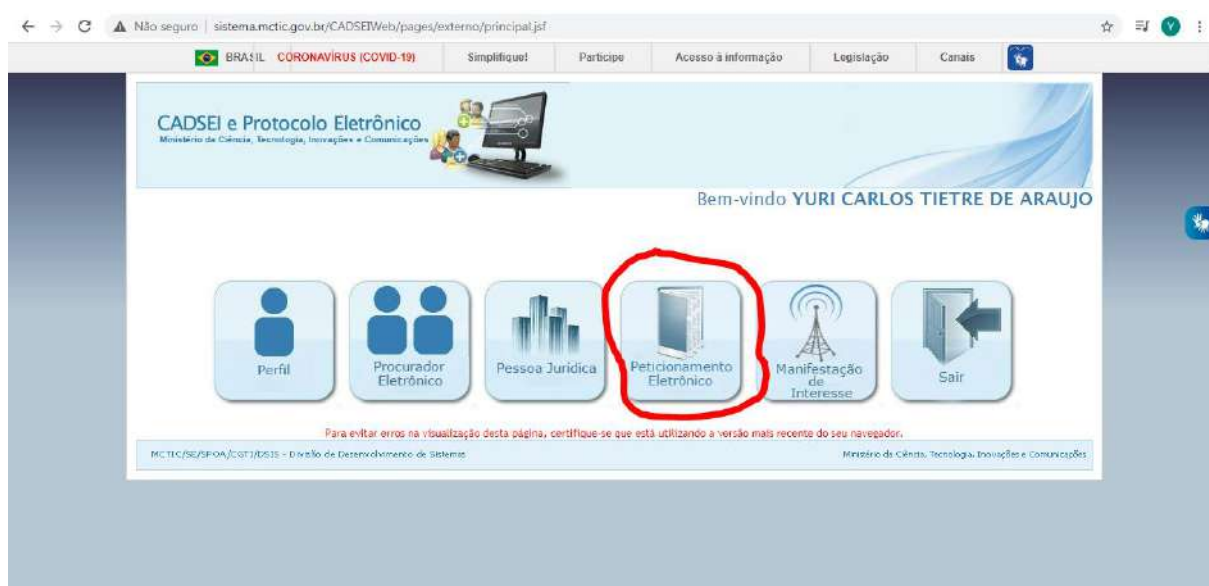 Não seguro | sistema.mctic.gov.br/CADSEIWeb/pages/externo/principal.jsf
BRASIL CORONAVÍRUS (COVID-19) Simplifique! Participe Acesso à informação Legislação Canais
CADSEI e Protocolo Eletrônico
Ministério da Ciência, Tecnologia, Inovações e Comunicações
Bem-vindo YURI CARLOS TIETRE DE ARAUJO
Perfil
Procurador
Eletrônico
Pessoa Jurídica
Peticionamento
Eletrônico
Manifestação
de
Interesse
Sair
Para evitar erros na visualização desta página, certifique-se que está utilizando a versão mais recente do seu navegador.
MCTIC/SE/SPOA/CGTI/DSIS - Divisão de Desenvolvimento de Sistemas
Ministério da Ciência, Tecnologia, Inovações e Comunicações